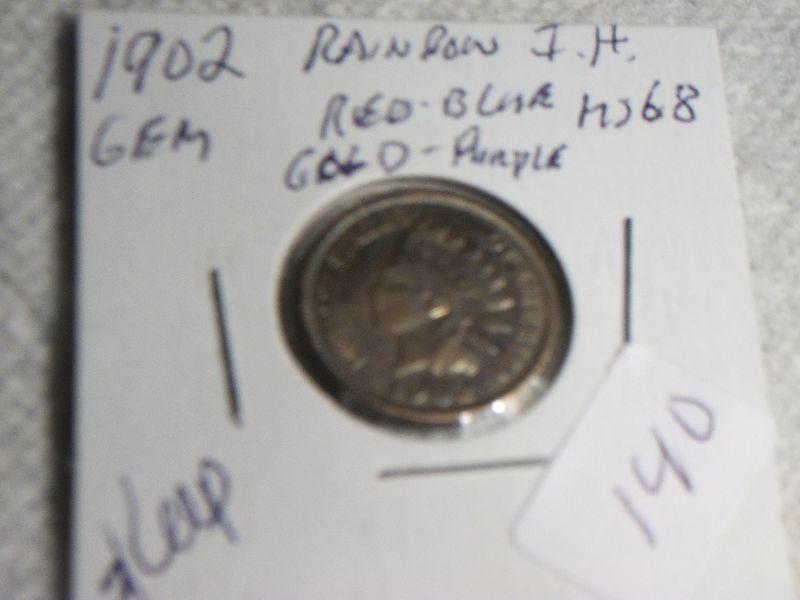 1902 RAINBOW I.H.
GEM RED-BLUE MS68
GOLD-PURPLE
140
Keep